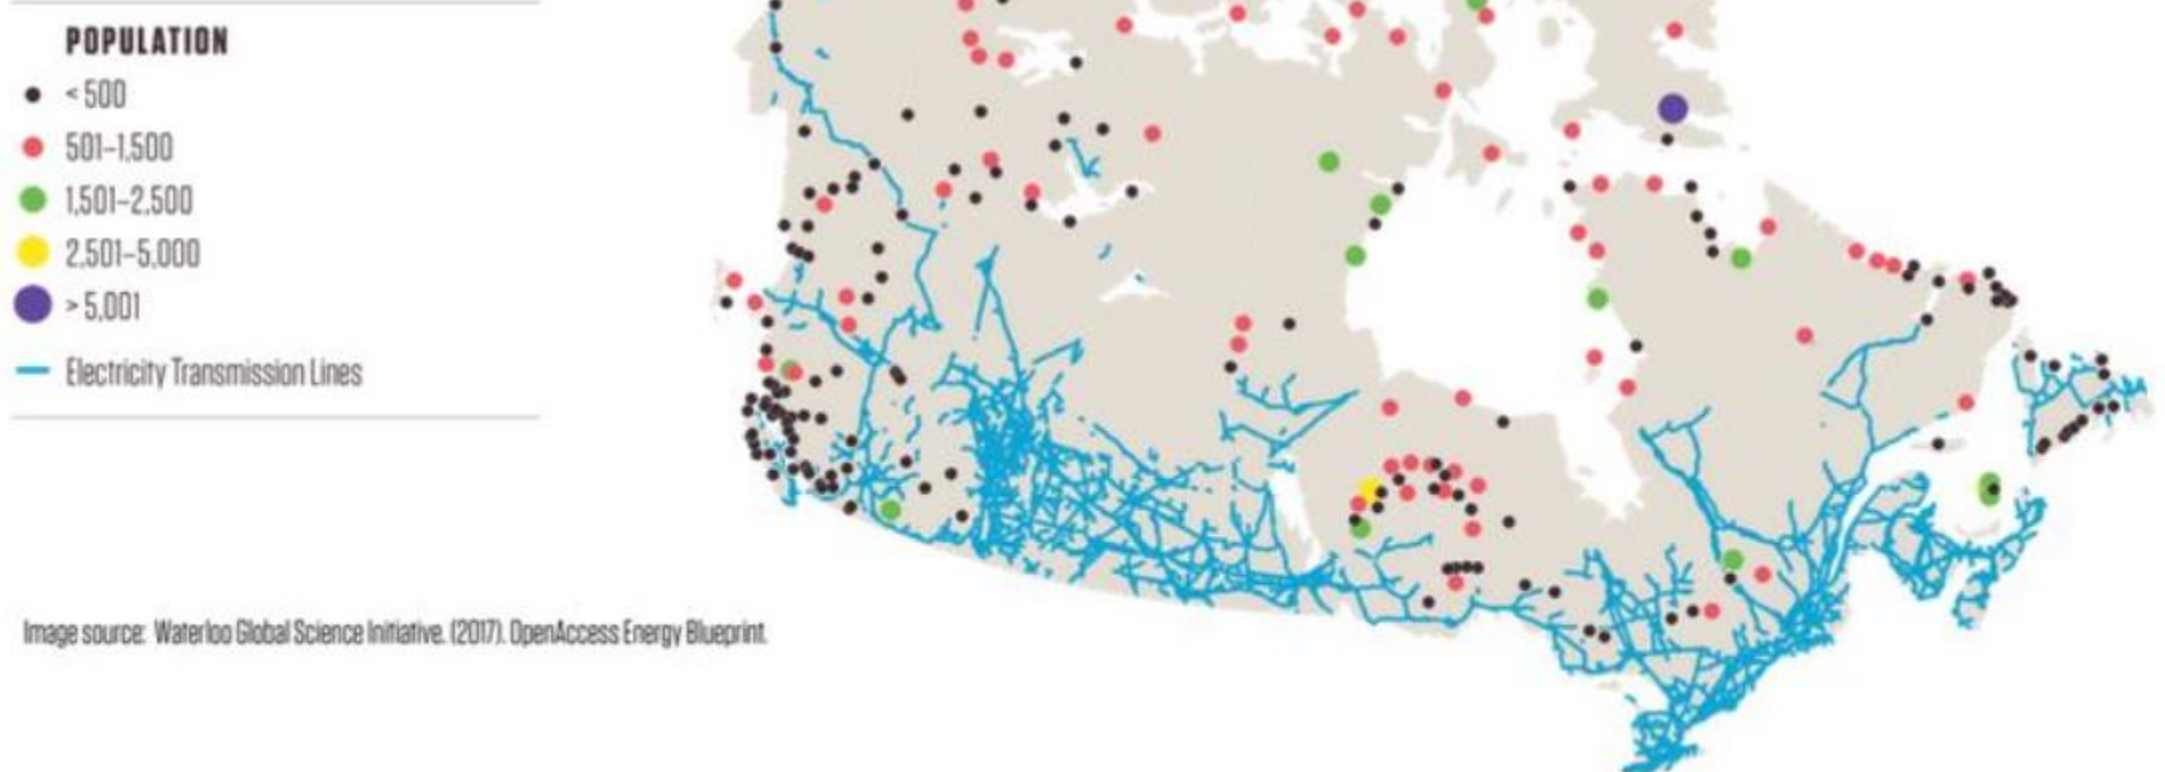 POPULATION
< 500
501–1,500
1,501–2,500
2,501–5,000
> 5,001
Electricity Transmission Lines
Image source: Waterloo Global Science Initiative. (2017). OpenAccess Energy Blueprint.